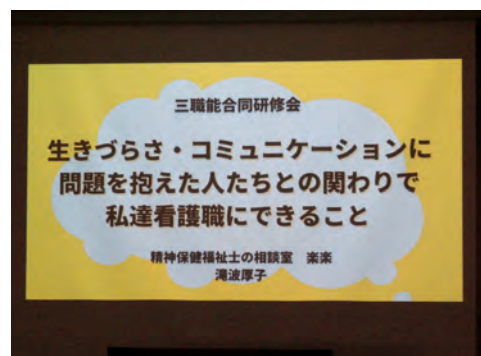 三職能合同研修会
生きづらさ・コミュニケーションに
問題を抱えた人たちとの関わりで
私達看護職にできること
精神保健福祉士の相談室　楽楽
滝波厚子